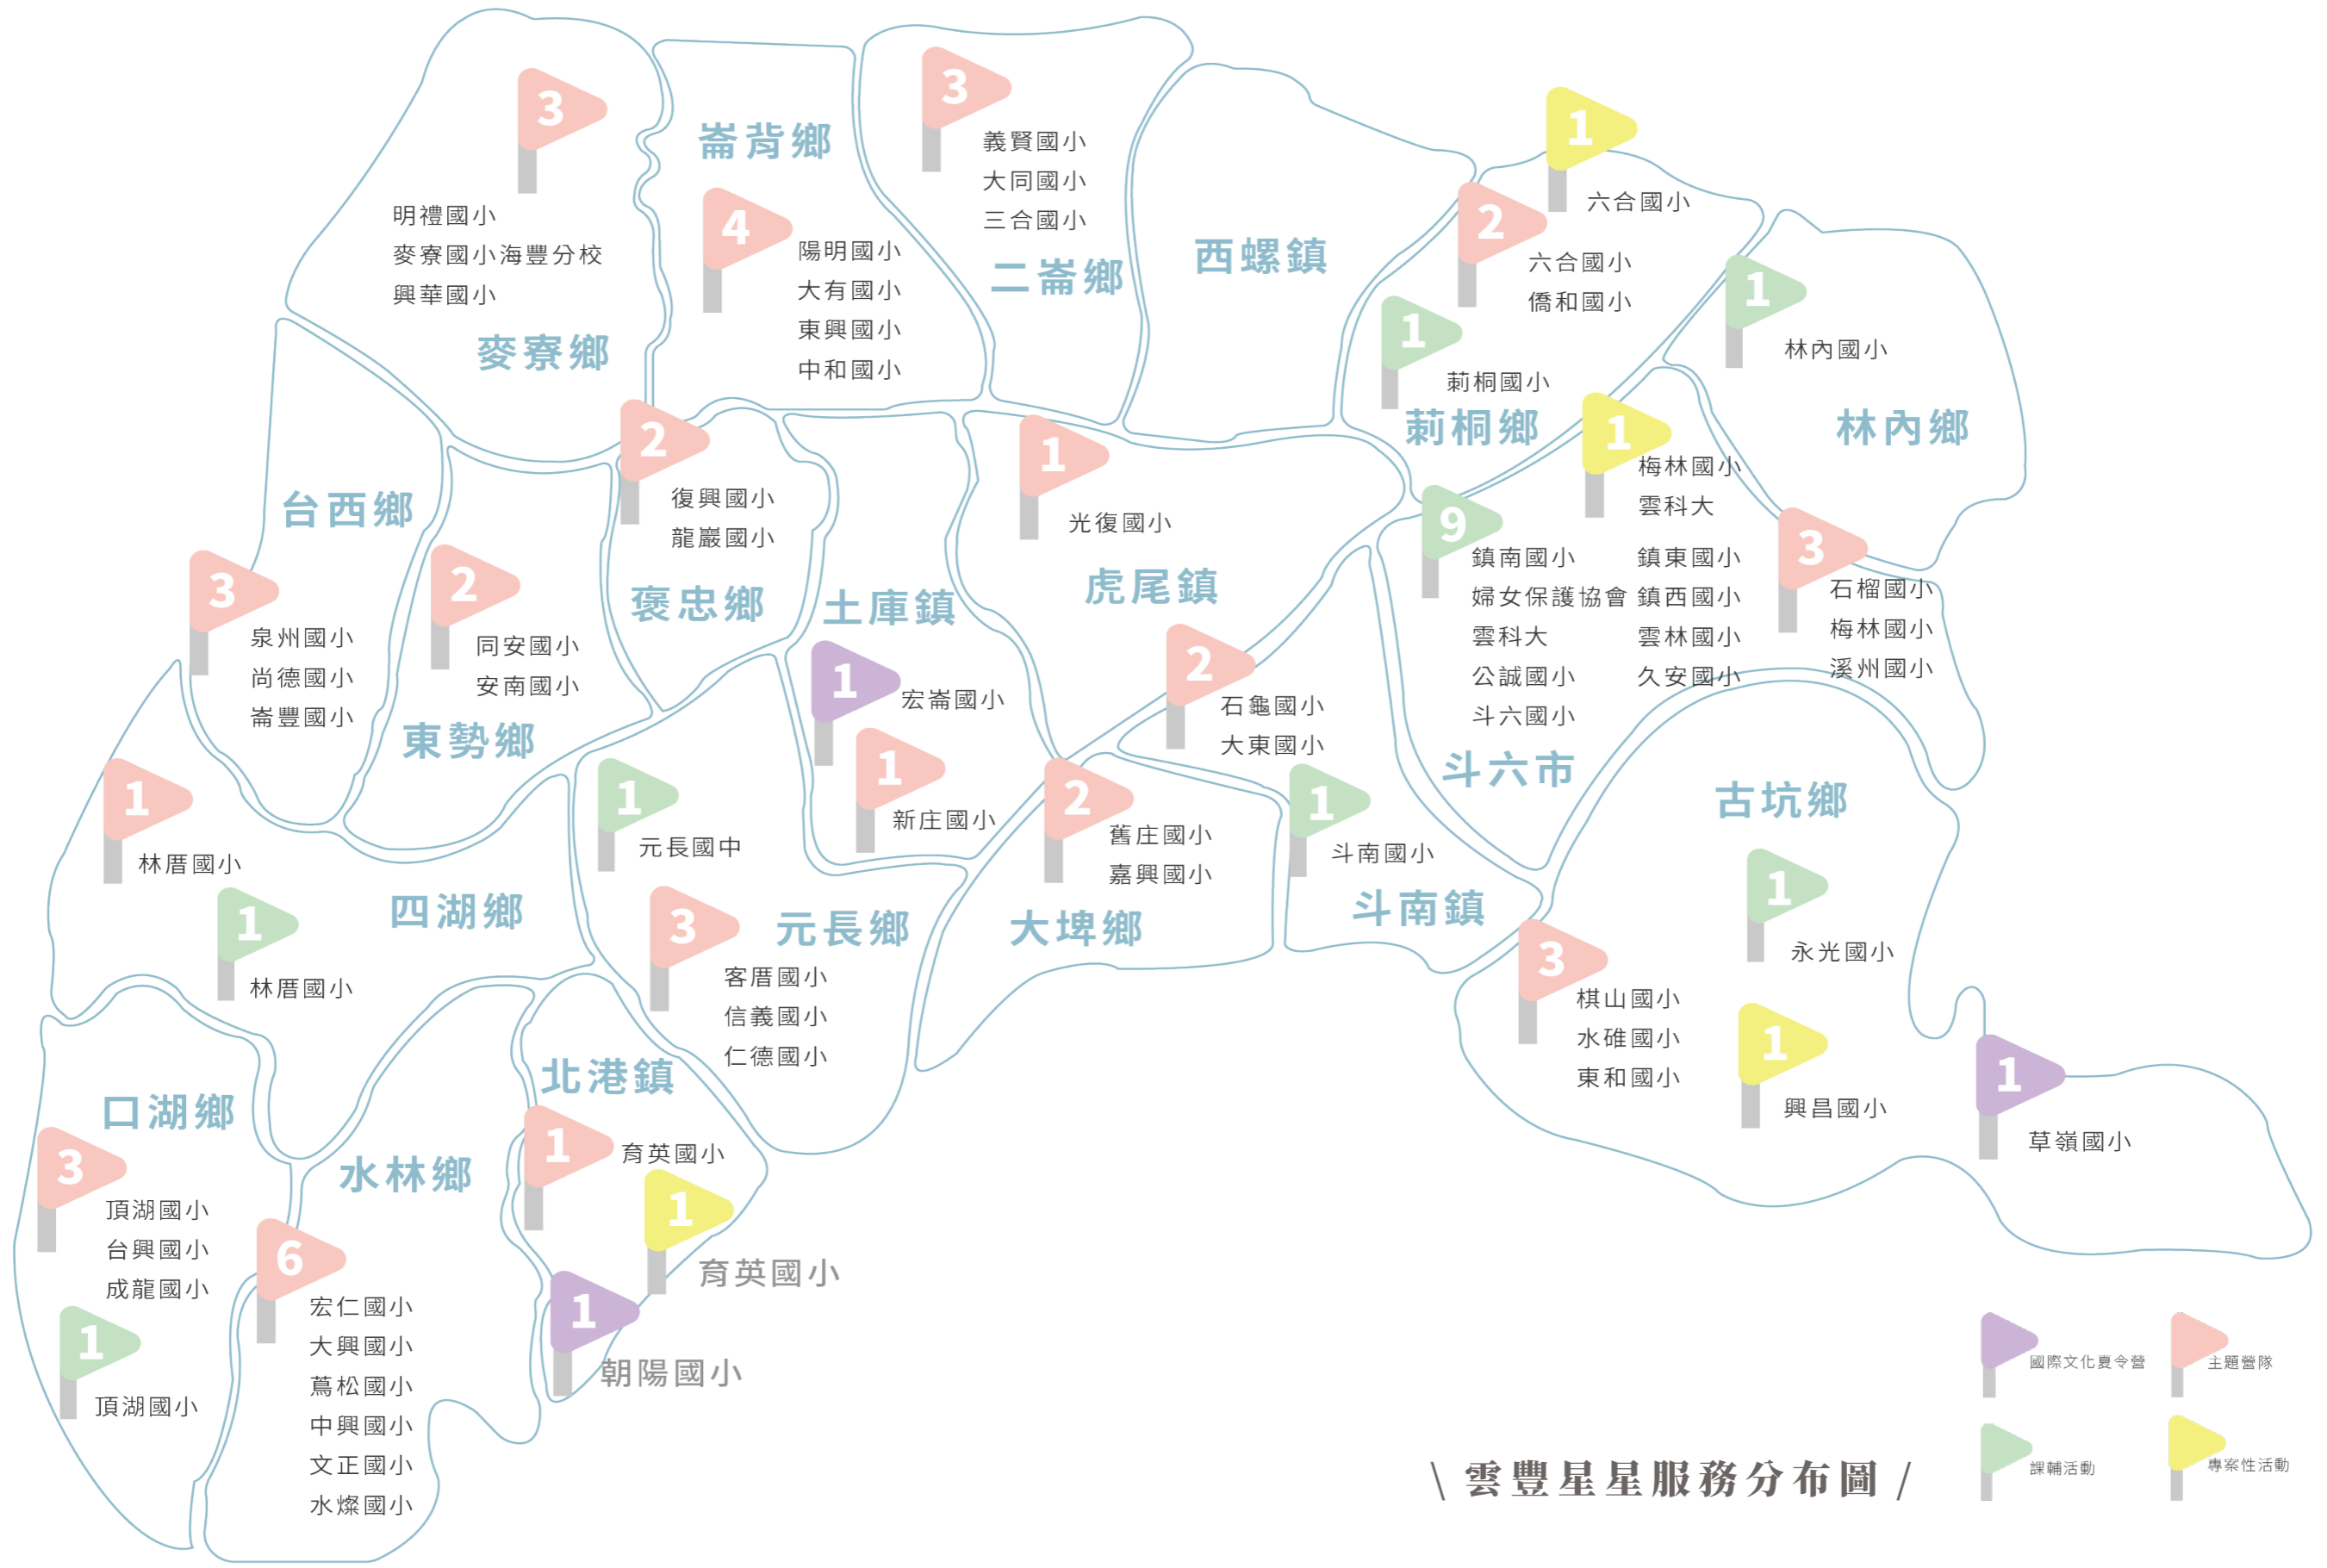 3
明禮國小
麥寮國小海豐分校
興華國小
麥寮鄉
崙背鄉
4
陽明國小
大有國小
東興國小
中和國小
3
義賢國小
大同國小
三合國小
二崙鄉
西螺鎮
1
六合國小
2
六合國小
僑和國小
1
莿桐國小
莿桐鄉
1
林內國小
林內鄉
台西鄉
3
泉州國小
尚德國小
崙豐國小
2
同安國小
安南國小
東勢鄉
2
復興國小
龍巖國小
褒忠鄉
土庫鎮
1
宏崙國小
1
新庄國小
1
光復國小
虎尾鎮
2
石龜國小
大東國小
1
梅林國小
雲科大
9
鎮南國小 鎮東國小
婦女保護協會 鎮西國小
雲科大 雲林國小
公誠國小 久安國小
斗六國小
斗六市
3
石榴國小
梅林國小
溪州國小
1
林厝國小
1
林厝國小
四湖鄉
1
元長國中
3
客厝國小
信義國小
仁德國小
元長鄉
2
舊庄國小
嘉興國小
大埤鄉
1
斗南國小
斗南鎮
古坑鄉
1
永光國小
3
棋山國小
水碓國小
東和國小
1
興昌國小
1
草嶺國小
口湖鄉
3
頂湖國小
台興國小
成龍國小
1
頂湖國小
水林鄉
6
宏仁國小
大興國小
蔦松國小
中興國小
文正國小
水燦國小
北港鎮
1
育英國小
1
育英國小
1
朝陽國小
\ 雲豐星星服務分布圖 /
國際文化夏令營
主題營隊
課輔活動
專案性活動